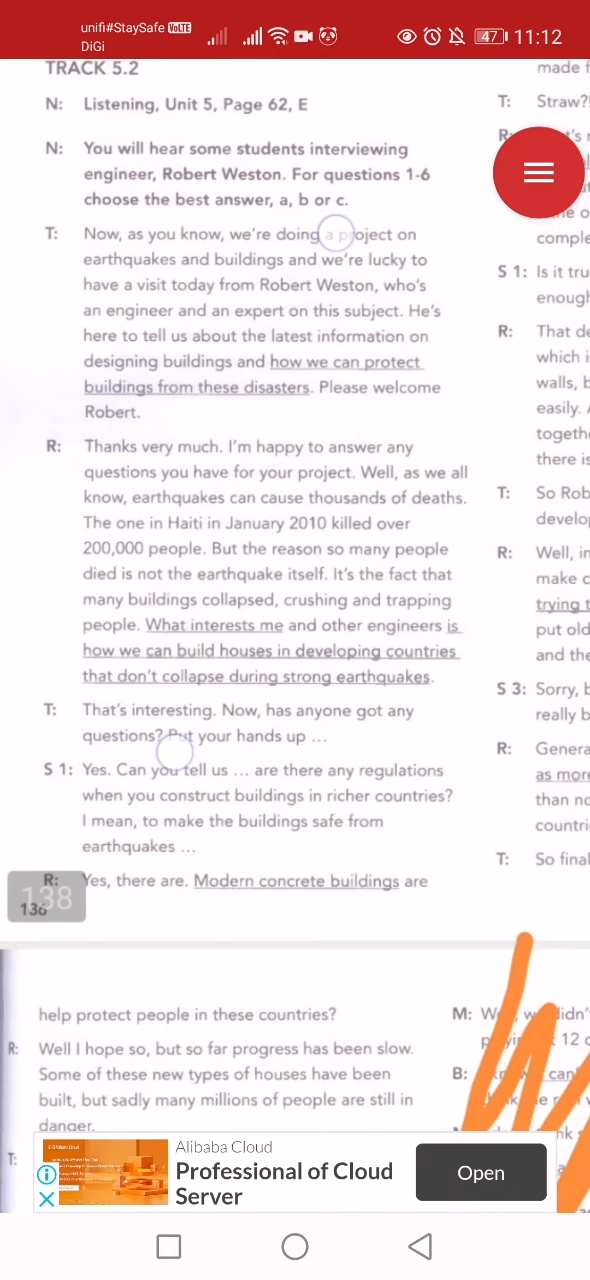 unifi#StaySafe VoLTE
DiGi
47 11:12
TRACK 5.2
N: Listening, Unit 5, Page 62, E
N: You will hear some students interviewing
engineer, Robert Weston. For questions 1-6
choose the best answer, a, b or c.
T: Now, as you know, we're doing a project on
earthquakes and buildings and we're lucky to
have a visit today from Robert Weston, who's
an engineer and an expert on this subject. He's
here to tell us about the latest information on
designing buildings and how we can protect
buildings from these disasters. Please welcome
Robert.
R: Thanks very much. I'm happy to answer any
questions you have for your project. Well, as we all
know, earthquakes can cause thousands of deaths.
The one in Haiti in January 2010 killed over
200,000 people. But the reason so many people
died is not the earthquake itself. It's the fact that
many buildings collapsed, crushing and trapping
people. What interests me and other engineers is
how we can build houses in developing countries
that don't collapse during strong earthquakes.
T: That's interesting. Now, has anyone got any
questions? Put your hands up ...
S 1: Yes. Can you tell us ... are there any regulations
when you construct buildings in richer countries?
I mean, to make the buildings safe from
earthquakes ...
R: Yes, there are. Modern concrete buildings are
138
136
made
T: Straw?
R:
comple
S 1: Is it tru
enough
R: That de
which i
walls, b
easily.
togeth
there is
T: So Rob
develo
R: Well, in
make c
trying t
put old
and the
S 3: Sorry, b
really b
R: Genera
as more
than no
countri
T: So final
help protect people in these countries?
R: Well I hope so, but so far progress has been slow.
Some of these new types of houses have been
built, but sadly many millions of people are still in
danger.
T:
M:
12
B:
can
Alibaba Cloud
Professional of Cloud
Server
Open